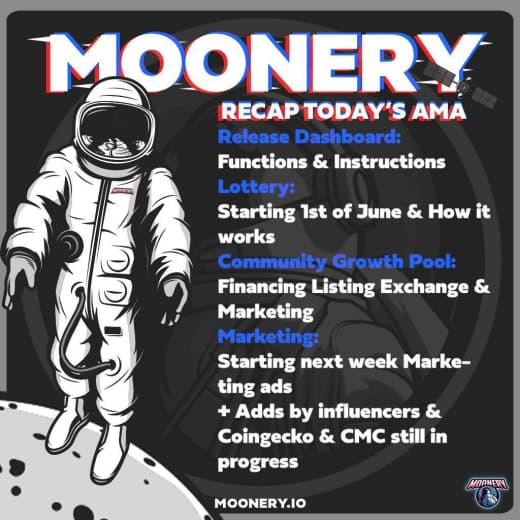 MOONERY
RECAP TODAY'S AMA
Release Dashboard:
Functions & Instructions
Lottery:
Starting 1st of June & How it
works
Community Growth Pool:
Financing Listing Exchange &
Marketing
Marketing:
Starting next week Marke-
ting ads
+ Adds by influencers &
Coingecko & CMC still in
progress
MOONERY.IO
MOONERY
MOONERY